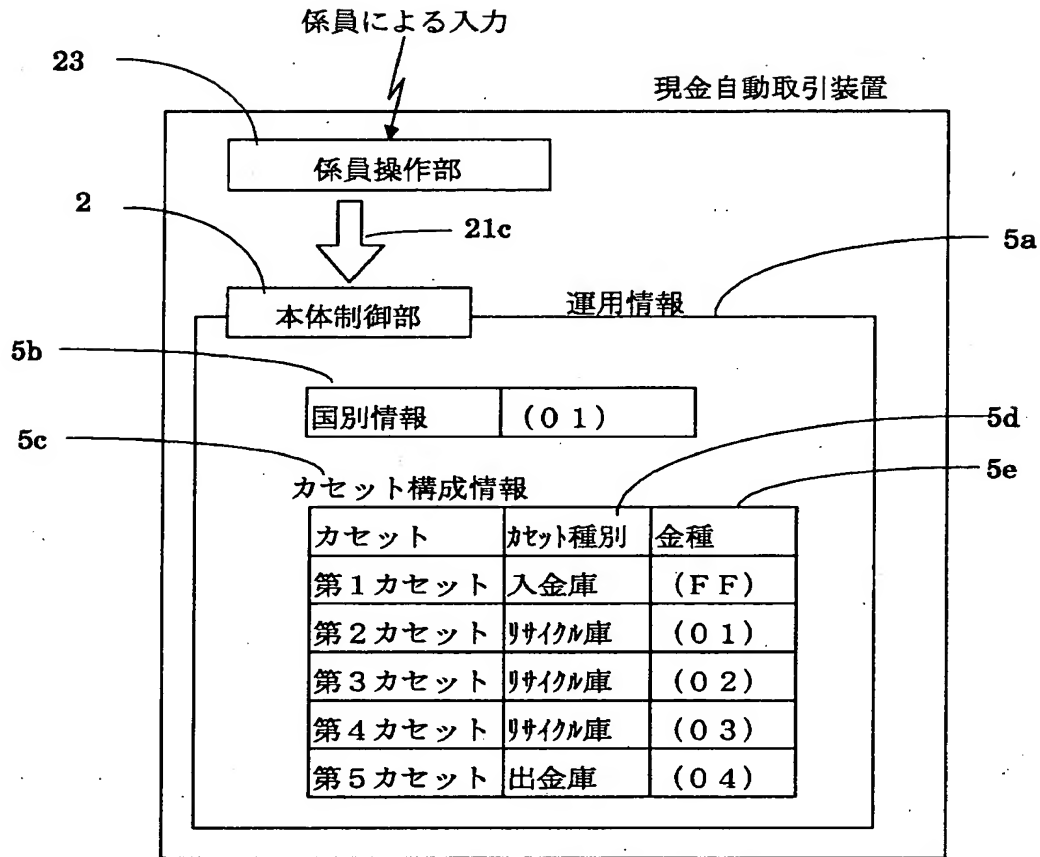 係員による入力
23
現金自動取引装置
係員操作部
2
21c
5a
本体制御部
運用情報
5b
国別情報 (01)
5d
5c
5e
カセット構成情報
カセット カセット種別 金種
第1カセット 入金庫 (FF)
第2カセット リサイクル庫 (01)
第3カセット リサイクル庫 (02)
第4カセット リサイクル庫 (03)
第5カセット 出金庫 (04)